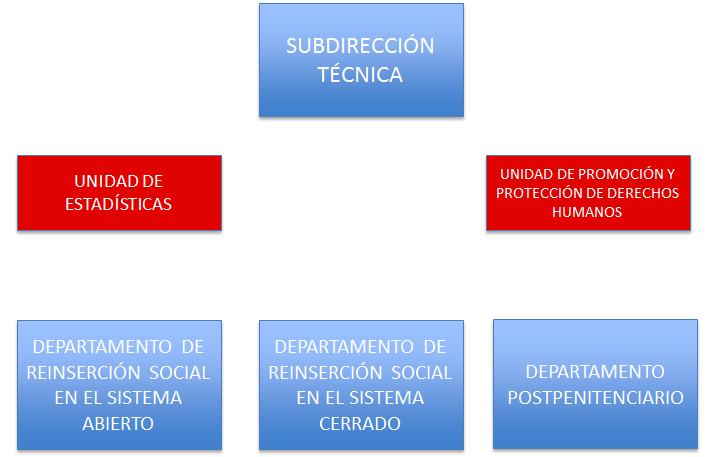 SUBDIRECCIÓN
TÉCNICA
UNIDAD DE
ESTADÍSTICAS
UNIDAD DE PROMOCIÓN Y
PROTECCIÓN DE DERECHOS
HUMANOS
DEPARTAMENTO DE
REINSERCIÓN SOCIAL
EN EL SISTEMA
ABIERTO
DEPARTAMENTO DE
REINSERCIÓN SOCIAL
EN EL SISTEMA
CERRADO
DEPARTAMENTO
POSTPENITENCIARIO